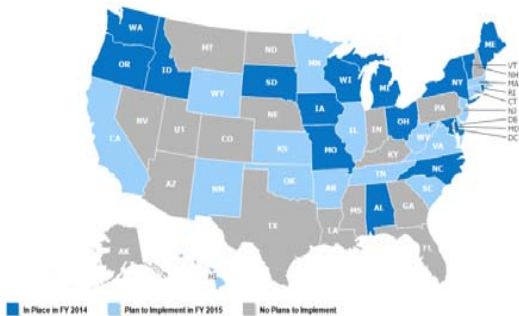 WA
OR
ID
MT
ND
MN
WI
MI
NY
ME
VT
NH
MA
RI
CT
NJ
DE
MD
DC
SD
WY
NE
IA
IL
IN
OH
PA
WV
VA
NC
SC
KY
TN
CA
NV
UT
CO
KS
MO
AZ
NM
OK
AR
TX
LA
MS
AL
GA
FL
AK
HI
In Place in FY 2014
Plan to Implement in FY 2015
No Plans to Implement